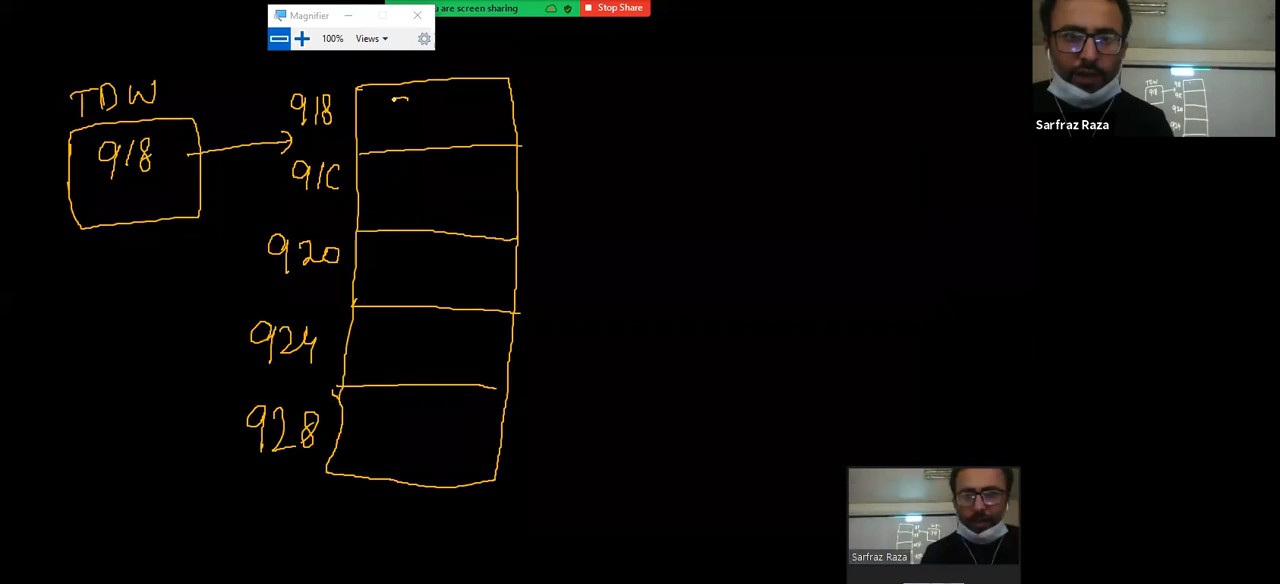 Magnifier
You are screen sharing
Stop Share
100%
Views
TDW
918
918
91C
920
924
928
Sarfraz Raza
Sarfraz Raza